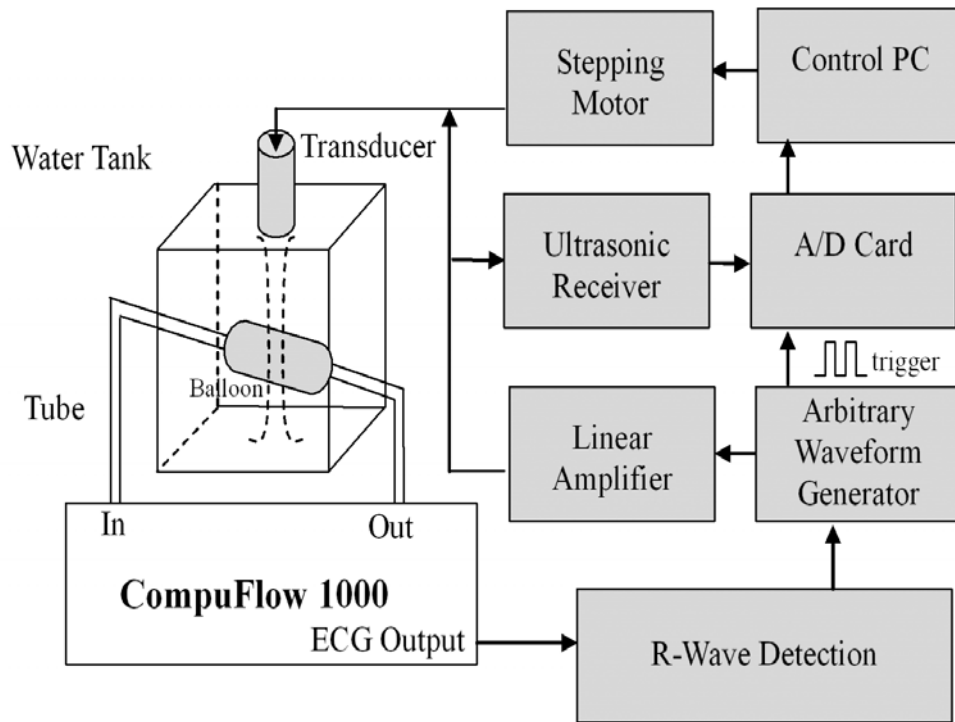 Stepping
Motor
Control PC
Water Tank
Transducer
Ultrasonic
Receiver
A/D Card
Balloon
Tube
trigger
Linear
Amplifier
Arbitrary
Waveform
Generator
In
Out
CompuFlow 1000
ECG Output
R-Wave Detection